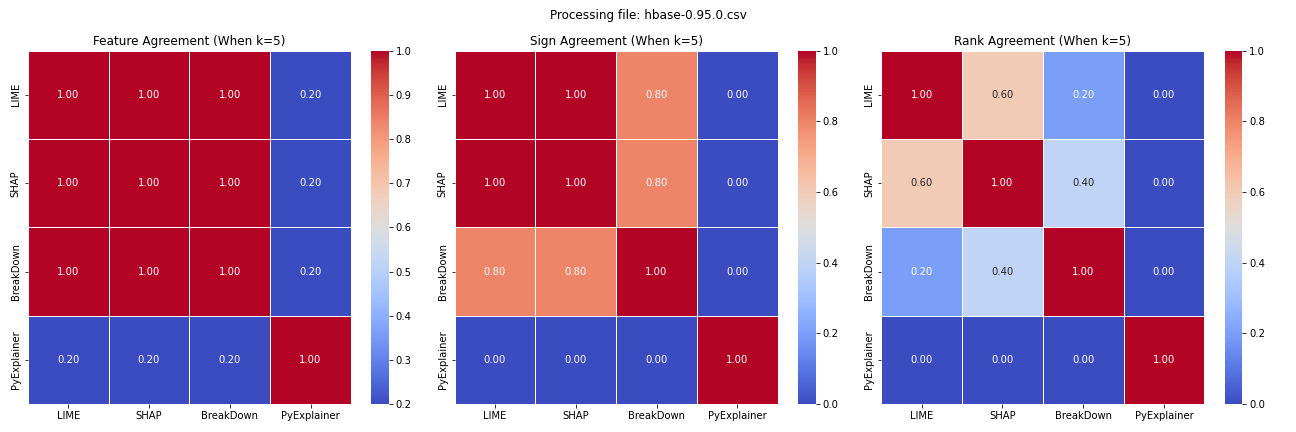 Processing file: hbase-0.95.0.csv
Feature Agreement (When k=5)
LIME
1.00 1.00 1.00 0.20
SHAP
1.00 1.00 1.00 0.20
BreakDown
1.00 1.00 1.00 0.20
PyExplainer
0.20 0.20 0.20 1.00
LIME SHAP BreakDown PyExplainer
1.0
0.9
0.8
0.7
0.6
0.5
0.4
0.3
0.2
Sign Agreement (When k=5)
LIME
1.00 1.00 0.80 0.00
SHAP
1.00 1.00 0.80 0.00
BreakDown
0.80 0.80 1.00 0.00
PyExplainer
0.00 0.00 0.00 1.00
LIME SHAP BreakDown PyExplainer
1.0
0.8
0.6
0.4
0.2
0.0
Rank Agreement (When k=5)
LIME
1.00 0.60 0.20 0.00
SHAP
0.60 1.00 0.40 0.00
BreakDown
0.20 0.40 1.00 0.00
PyExplainer
0.00 0.00 0.00 1.00
LIME SHAP BreakDown PyExplainer
1.0
0.8
0.6
0.4
0.2
0.0